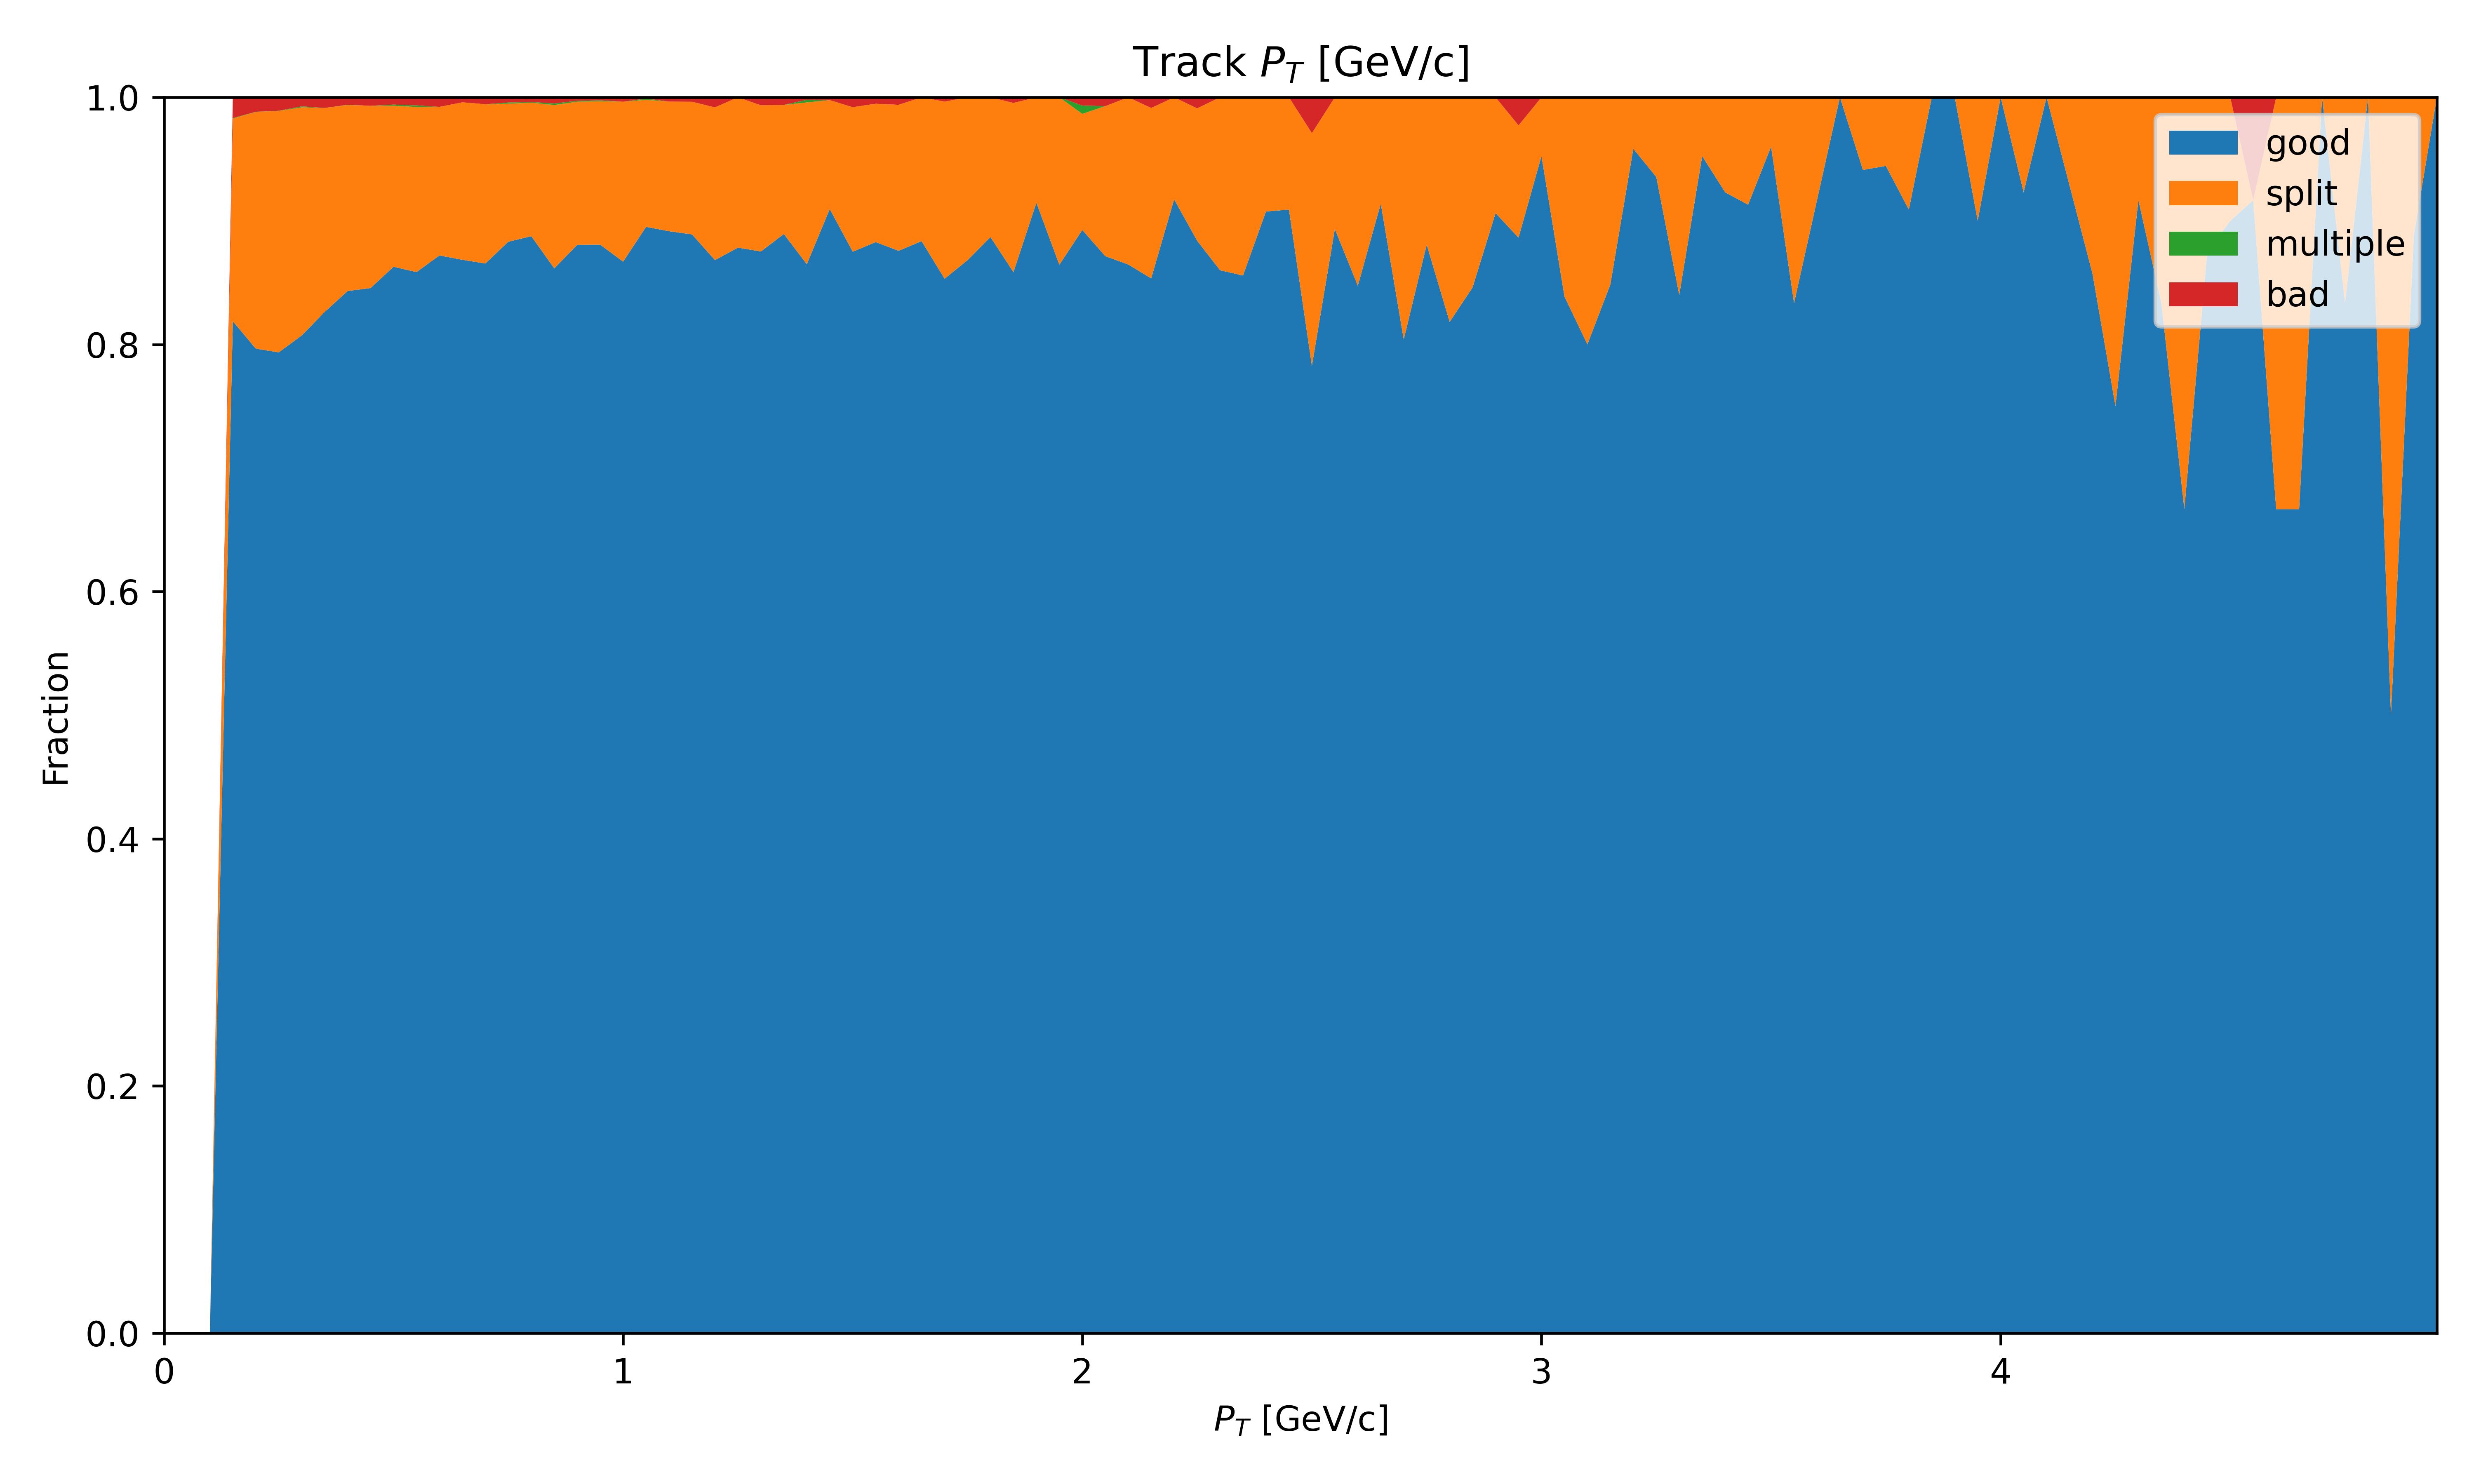 Track P_T [GeV/c]
1.0
0.8
0.6
0.4
0.2
0.0
Fraction
good
split
multiple
bad
0 1 2 3 4
P_T [GeV/c]